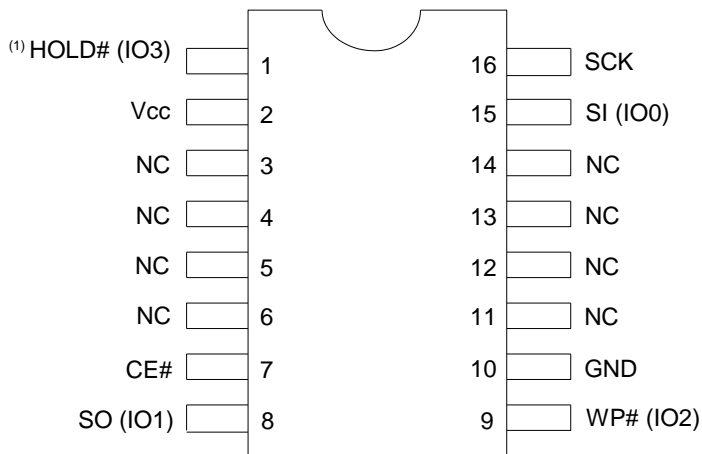 (1) HOLD# (IO3) 1 16 SCK
Vcc 2 15 SI (IO0)
NC 3 14 NC
NC 4 13 NC
NC 5 12 NC
NC 6 11 NC
CE# 7 10 GND
SO (IO1) 8 9 WP# (IO2)